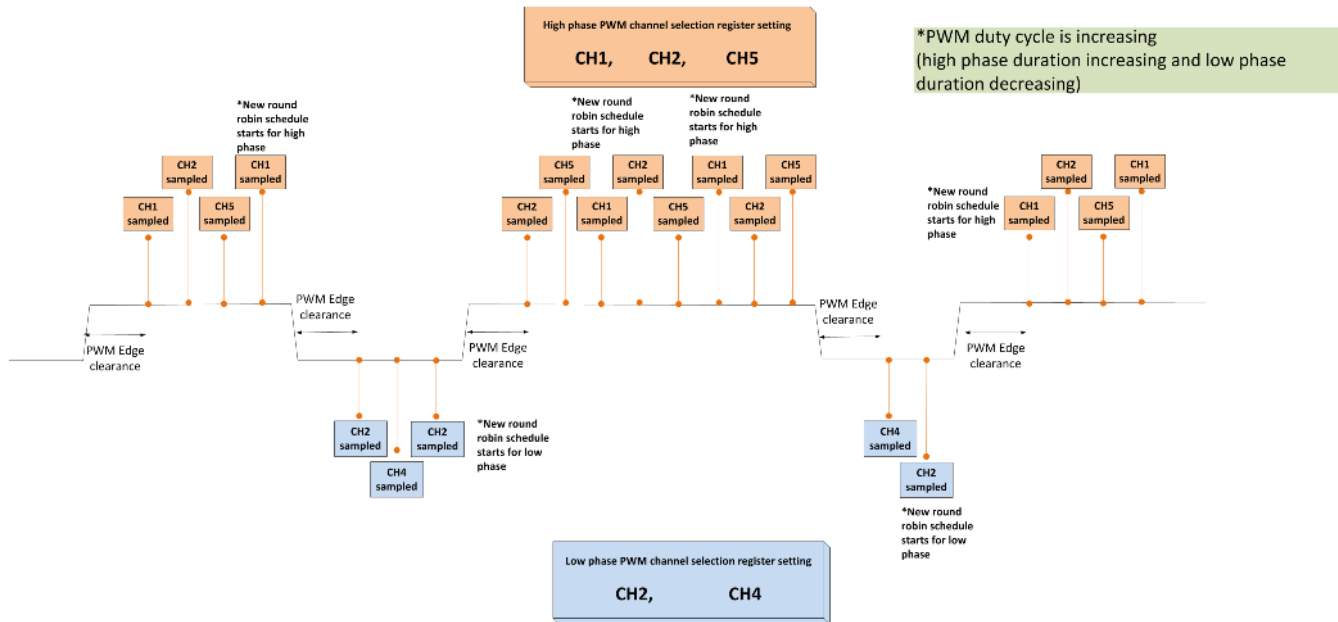 High phase PWM channel selection register setting
CH1, CH2, CH5
*PWM duty cycle is increasing
(high phase duration increasing and low phase
duration decreasing)
*New round
robin schedule
starts for high
phase
*New round
robin schedule
starts for high
phase
*New round
robin schedule
starts for high
phase
CH2
sampled
CH1
sampled
CH5
sampled
CH2
sampled
CH1
sampled
CH5
sampled
CH2
sampled
CH1
sampled
CH1
sampled
CH5
sampled
CH2
sampled
CH1
sampled
CH5
sampled
CH2
sampled
*New round
robin schedule
starts for high
phase
CH1
sampled
CH5
sampled
PWM Edge
clearance
PWM Edge
clearance
PWM Edge
clearance
PWM Edge
clearance
PWM Edge
clearance
CH2
sampled
CH4
sampled
CH2
sampled
*New round
robin schedule
starts for low
phase
CH4
sampled
CH2
sampled
*New round
robin schedule
starts for low
phase
Low phase PWM channel selection register setting
CH2, CH4